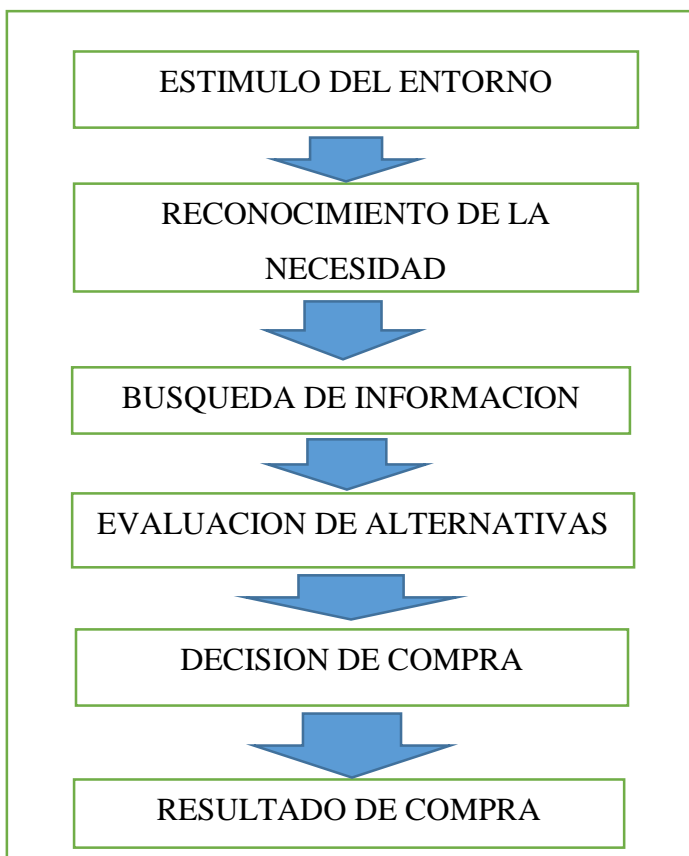 ESTIMULO DEL ENTORNO
RECONOCIMIENTO DE LA
NECESIDAD
BUSQUEDA DE INFORMACION
EVALUACION DE ALTERNATIVAS
DECISION DE COMPRA
RESULTADO DE COMPRA